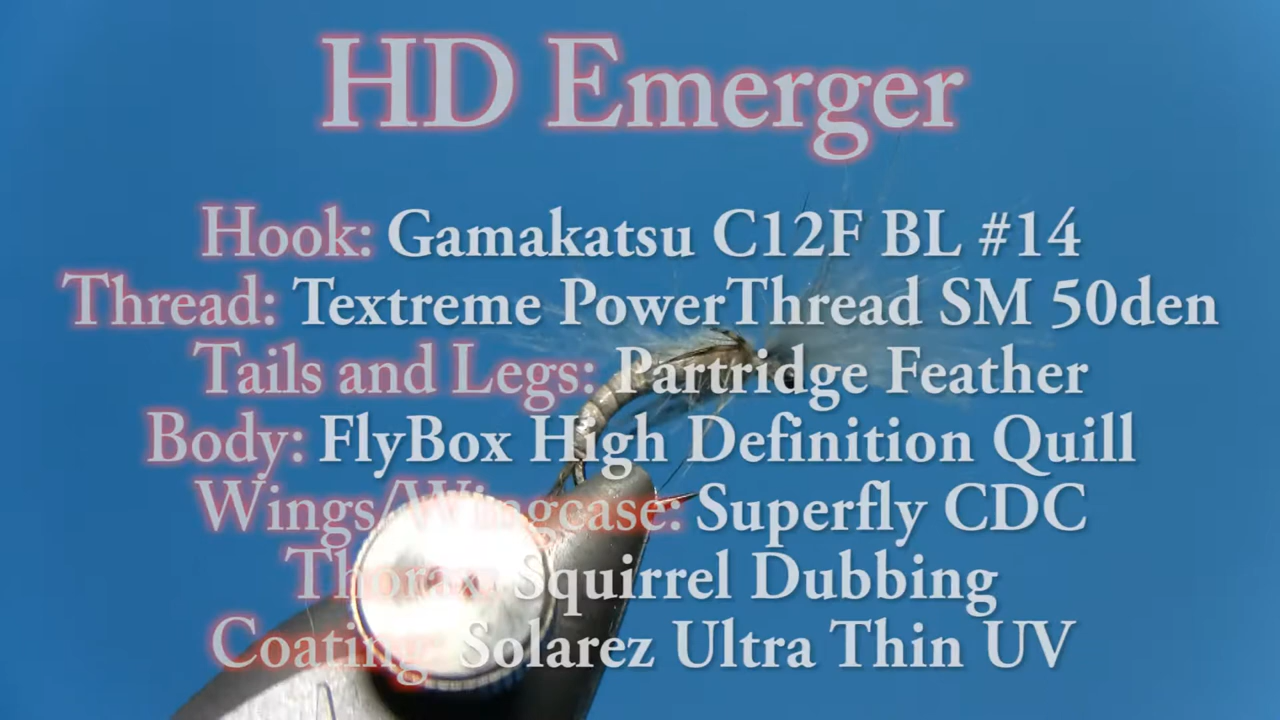 HD Emerger
Hook: Gamakatsu C12F BL #14
Thread: Textreme PowerThread SM 50den
Tails and Legs: Partridge Feather
Body: FlyBox High Definition Quill
Wings/Wingcase: Superfly CDC
Thorax: Squirrel Dubbing
Coating: Solarez Ultra Thin UV